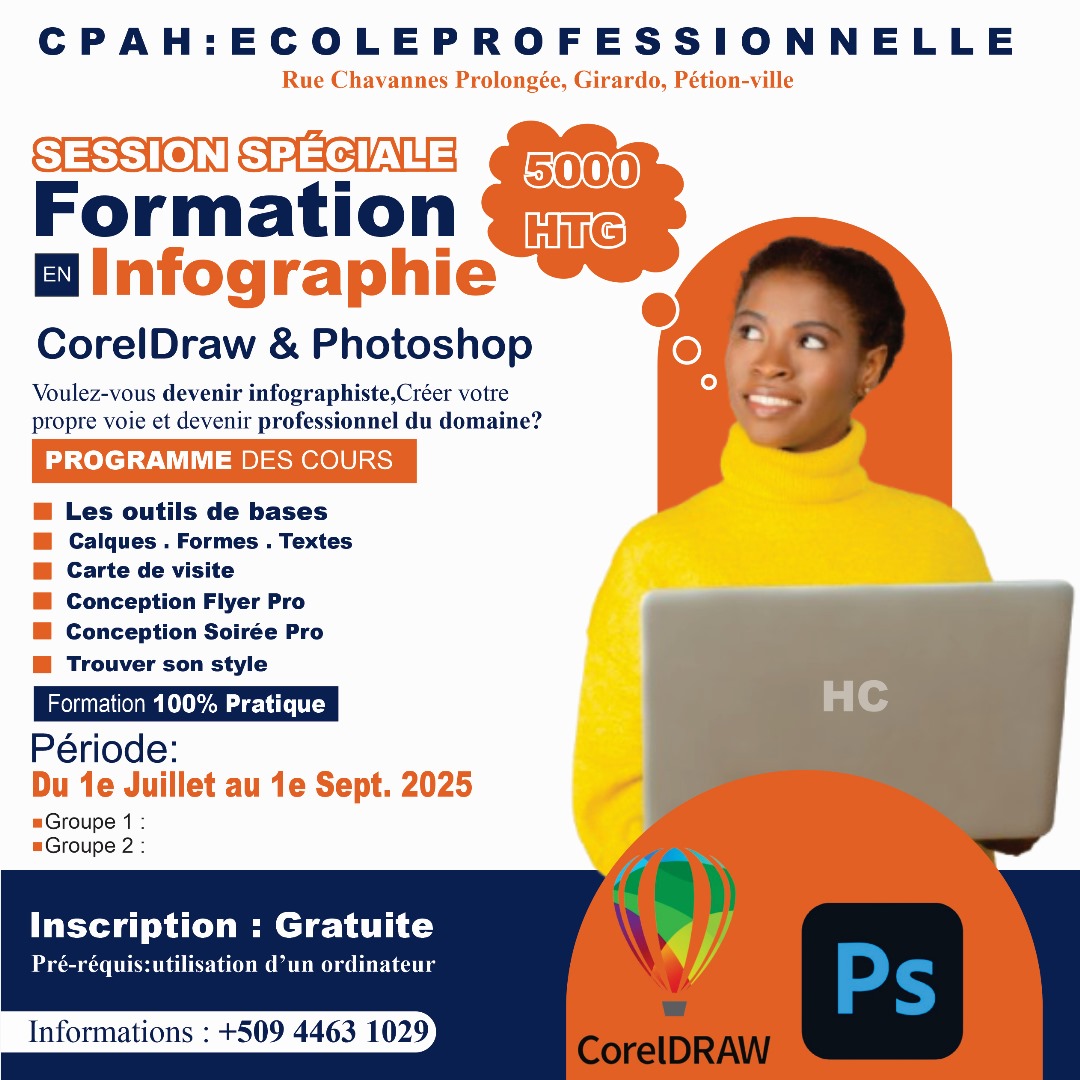 CPAH:ECOLEPROFESSIONNELLE
Rue Chavannes Prolongée, Girardo, Pétion-ville
SESSION SPÉCIALE
Formation
EN Infographie
5000
HTG
CorelDraw & Photoshop
Voulez-vous devenir infographiste,Créer votre
propre voie et devenir professionnel du domaine?
PROGRAMME DES COURS
Les outils de bases
Calques . Formes . Textes
Carte de visite
Conception Flyer Pro
Conception Soirée Pro
Trouver son style
Formation 100% Pratique
Période:
Du 1e Juillet au 1e Sept. 2025
Groupe 1 :
Groupe 2 :
HC
Inscription : Gratuite
Pré-réquis:utilisation d'un ordinateur
Informations : +509 4463 1029
CorelDRAW
Ps